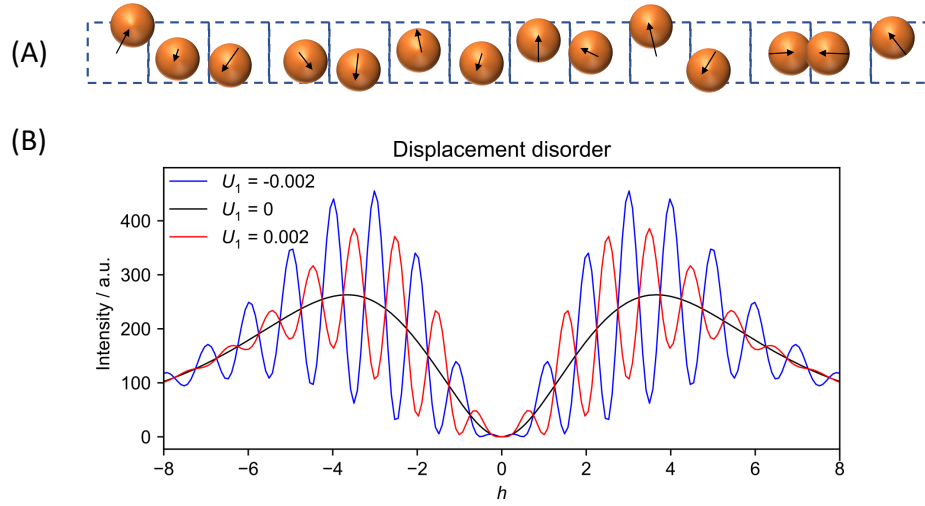 (A)
(B)
Displacement disorder
U₁ = -0.002
U₁ = 0
U₁ = 0.002
Intensity / a.u.
400
300
200
100
0
−8 −6 −4 −2 0 2 4 6 8
h